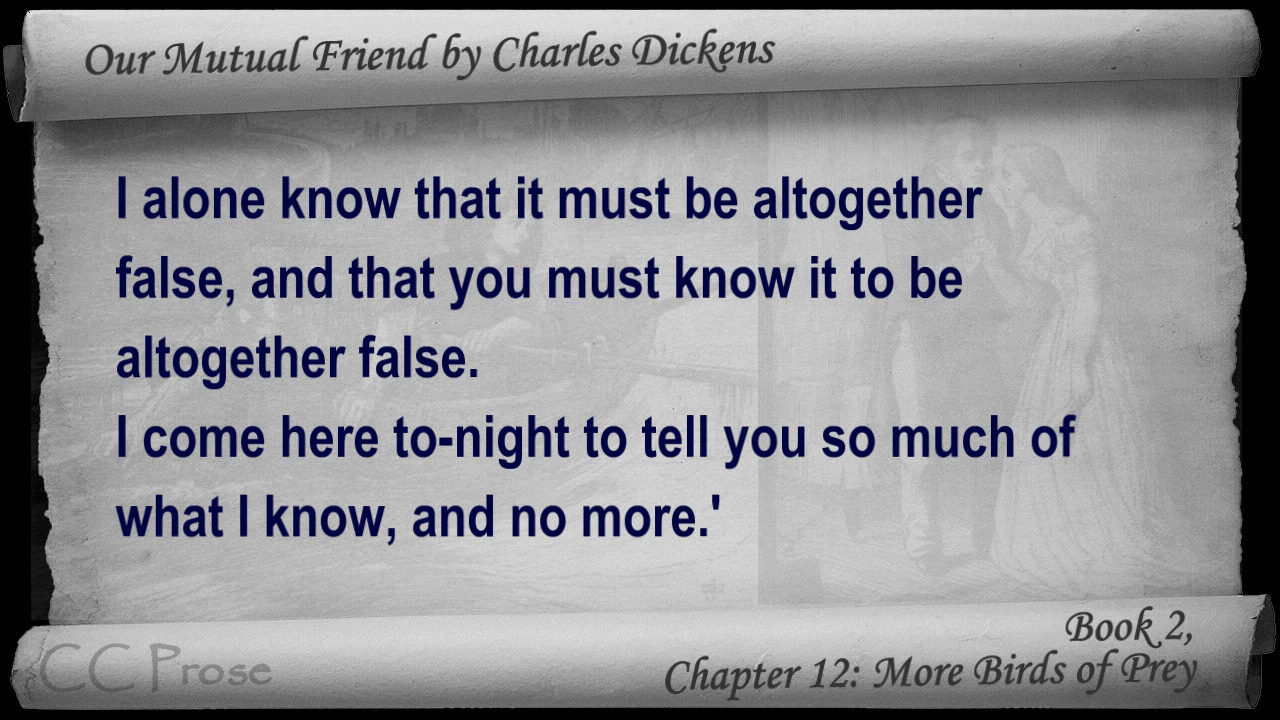 Our Mutual Friend by Charles Dickens
I alone know that it must be altogether
false, and that you must know it to be
altogether false.
I come here to-night to tell you so much of
what I know, and no more.'
Book 2,
CC Prose
Chapter 12: More Birds of Prey